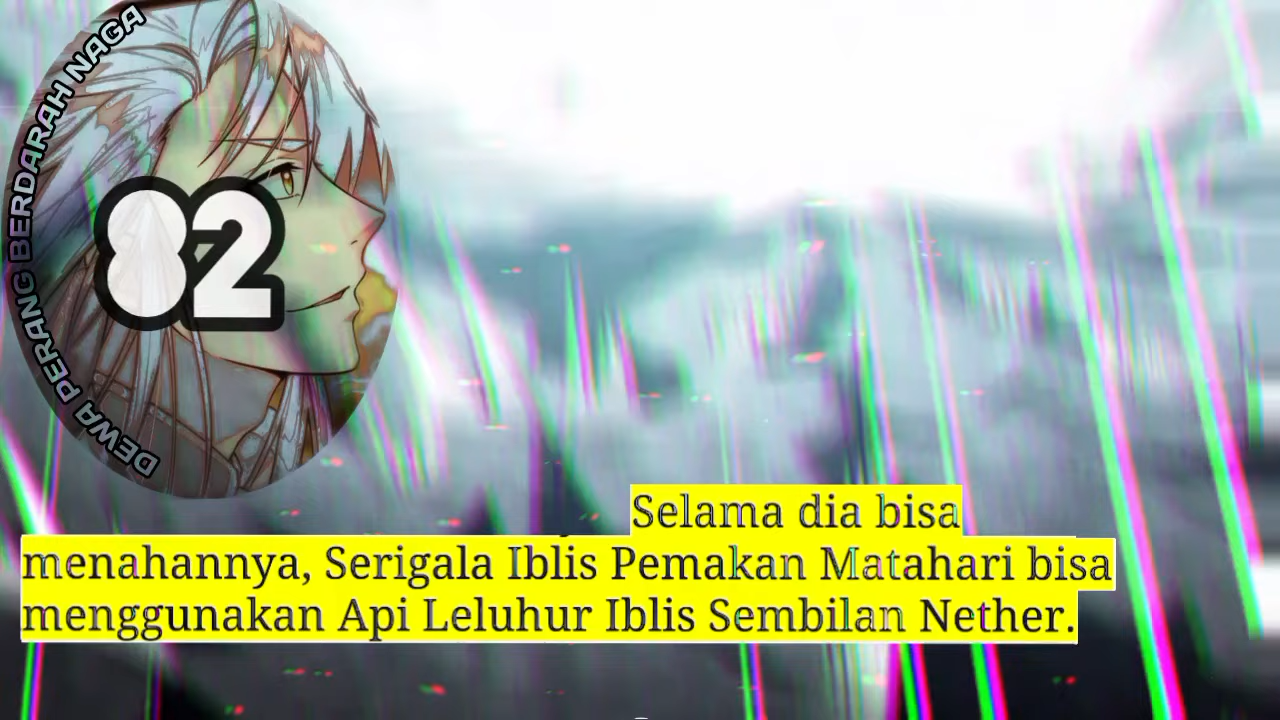 DEWA PERANG BERDARAH NAGA
82
Selama dia bisa
menahannya, Serigala Iblis Pemakan Matahari bisa
menggunakan Api Leluhur Iblis Sembilan Nether.